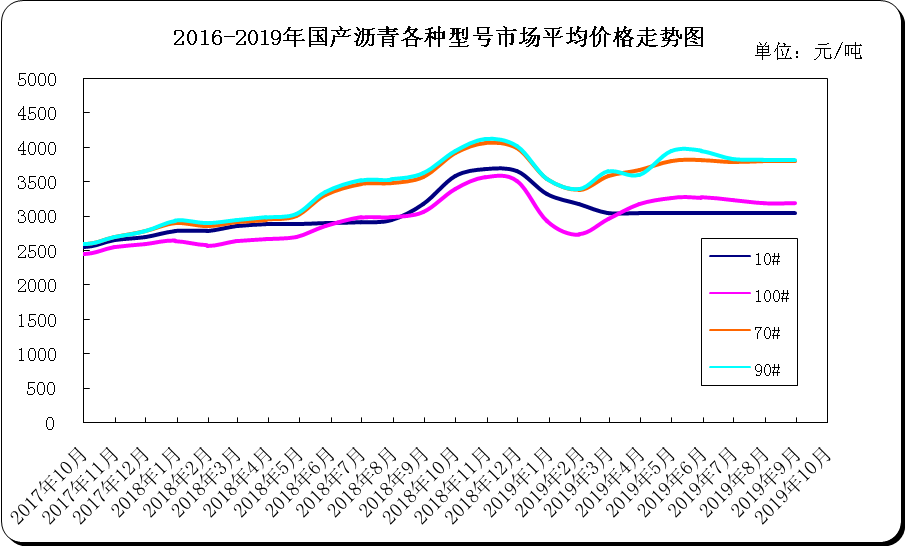 2016-2019年国产沥青各种型号市场平均价格走势图
单位：元/吨
5000
4500
4000
3500
3000
2500
2000
1500
1000
500
0
10#
100#
70#
90#
2017年10月
2017年11月
2017年12月
2018年1月
2018年2月
2018年3月
2018年4月
2018年5月
2018年6月
2018年7月
2018年8月
2018年9月
2018年10月
2018年11月
2018年12月
2019年1月
2019年2月
2019年3月
2019年4月
2019年5月
2019年6月
2019年7月
2019年8月
2019年9月
2019年10月